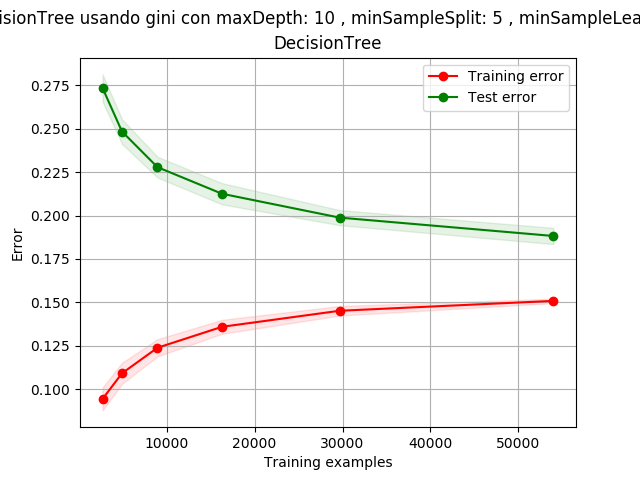 isionTree usando gini con maxDepth: 10 , minSampleSplit: 5 , minSampleLea
DecisionTree
Training error
Test error
0.275
0.250
0.225
0.200
0.175
0.150
0.125
0.100
Error
10000 20000 30000 40000 50000
Training examples